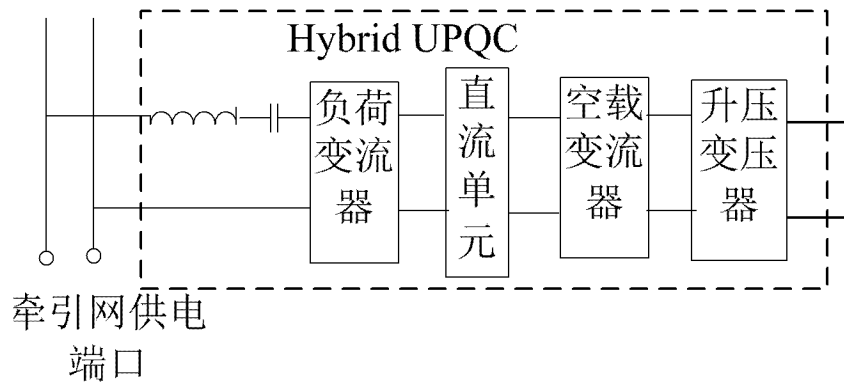 Hybrid UPQC
负荷
变流
器
直
流
单
元
空载
变流
器
升压
变压
器
牵引网供电
端口